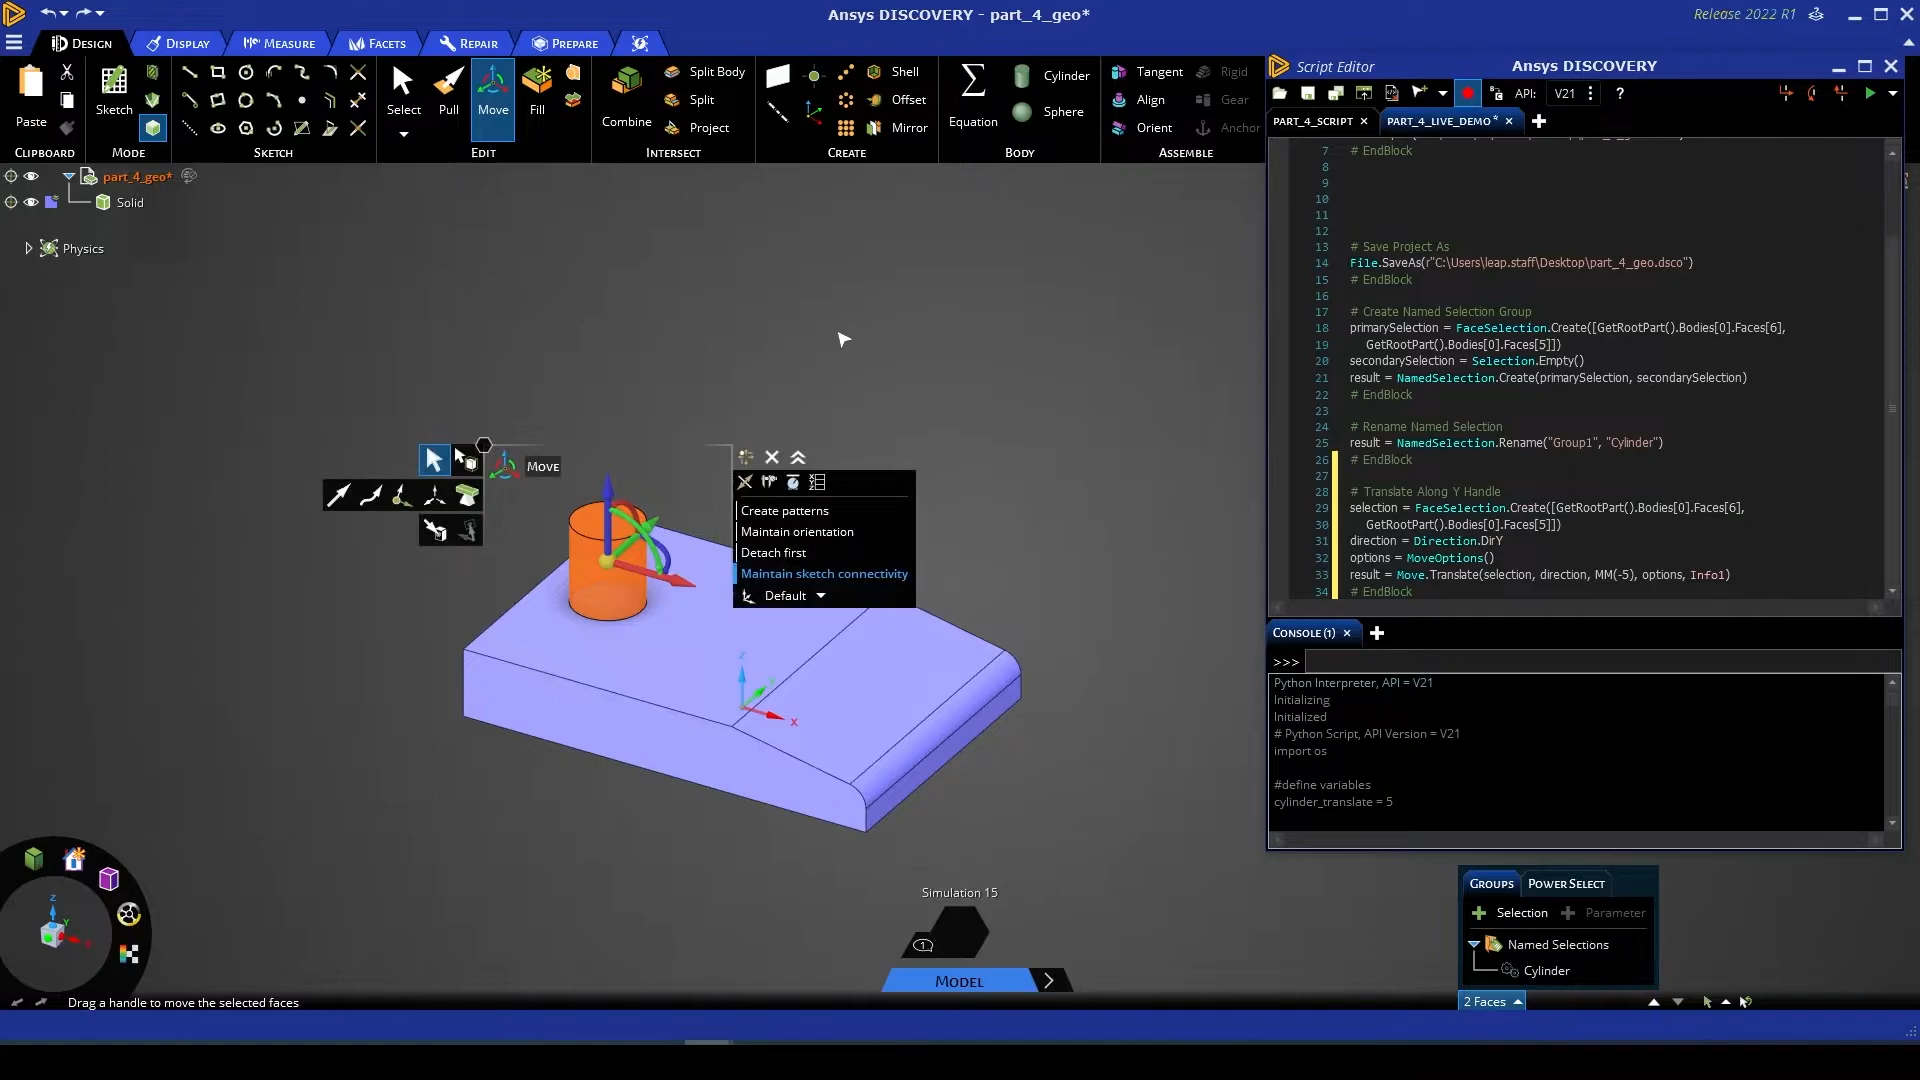 Ansys DISCOVERY - part_4_geo*
Release 2022 R1
DESIGN
DISPLAY
MEASURE
FACETS
REPAIR
PREPARE
Paste
CLIPBOARD
Sketch
MODE
SKETCH
Select
Pull
Move
Fill
EDIT
Combine
Split Body
Split
Project
INTERSECT
Shell
Offset
Mirror
CREATE
Equation
Cylinder
Sphere
BODY
Tangent
Align
Orient
Rigid
Gear
Anchor
ASSEMBLE
part_4_geo*
Solid
Physics
Script Editor
Ansys DISCOVERY
API:
V21
?
PART_4_SCRIPT
PART_4_LIVE_DEMO*
7 # EndBlock
8
9
10
11
12
13 # Save Project As
14 File.SaveAs(r"C:\Users\leap.staff\Desktop\part_4_geo.dsco")
15 # EndBlock
16
17 # Create Named Selection Group
18 primarySelection = FaceSelection.Create([GetRootPart().Bodies[0].Faces[6],
19 GetRootPart().Bodies[0].Faces[5]])
20 secondarySelection = Selection.Empty()
21 result = NamedSelection.Create(primarySelection, secondarySelection)
22 # EndBlock
23
24 # Rename Named Selection
25 result = NamedSelection.Rename("Group1", "Cylinder")
26 # EndBlock
27
28 # Translate Along Y Handle
29 selection = FaceSelection.Create([GetRootPart().Bodies[0].Faces[6],
30 GetRootPart().Bodies[0].Faces[5]])
31 direction = Direction.DirY
32 options = MoveOptions()
33 result = Move.Translate(selection, direction, MM(-5), options, Info1)
34 # EndBlock
Console (1)
>>>
Python Interpreter, API = V21
Initializing
Initialized
# Python Script, API Version = V21
import os
#define variables
cylinder_translate = 5
MOVE
Create patterns
Maintain orientation
Detach first
Maintain sketch connectivity
Default
Z
Y
X
Z
Y
X
Simulation 15
1
MODEL
GROUPS
POWER SELECT
Selection
Parameter
Named Selections
Cylinder
2 Faces
Drag a handle to move the selected faces